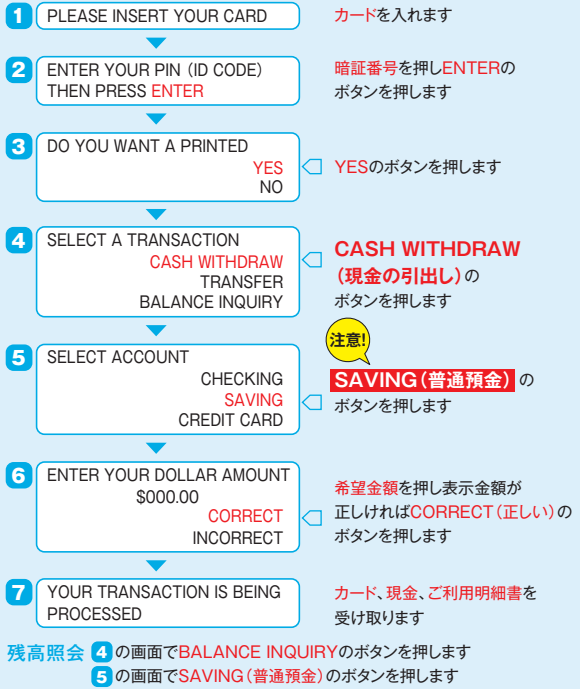 1 PLEASE INSERT YOUR CARD
カードを入れます
2 ENTER YOUR PIN (ID CODE)
THEN PRESS ENTER
暗証番号を押しENTERの
ボタンを押します
3 DO YOU WANT A PRINTED
YES
NO
YESのボタンを押します
4 SELECT A TRANSACTION
CASH WITHDRAW
TRANSFER
BALANCE INQUIRY
CASH WITHDRAW
(現金の引出し)の
ボタンを押します
5 SELECT ACCOUNT
CHECKING
SAVING
CREDIT CARD
注意!
SAVING(普通預金)の
ボタンを押します
6 ENTER YOUR DOLLAR AMOUNT
$000.00
CORRECT
INCORRECT
希望金額を押し表示金額が
正しければCORRECT(正しい)の
ボタンを押します
7 YOUR TRANSACTION IS BEING
PROCESSED
カード、現金、ご利用明細書を
受け取ります
残高照会 4の画面でBALANCE INQUIRYのボタンを押します
5の画面でSAVING(普通預金)のボタンを押します